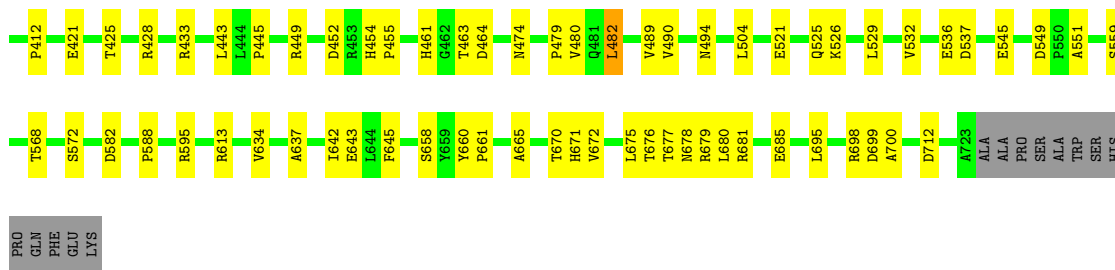 P412 E421 T425 R428 R433 L443 L444 P445 R449 D452 R453 H454 P455 H461 G462 T463 D464 N474 P479 V480 Q481 L482 V489 V490 N494 L504 E521 Q525 K526 L529 V532 E536 D537 E545 D549 P550 A551 S559
T568 S572 D582 P588 R595 R613 V634 A637 I642 E643 L644 F645 S658 Y659 Y660 P661 A665 T670 H671 V672 L675 T676 T677 N678 R679 L680 R681 E685 L695 R698 D699 A700 D712 A723 ALA ALA PRO SER ALA TRP SER HIS
PRO GLN PHE GLU LYS